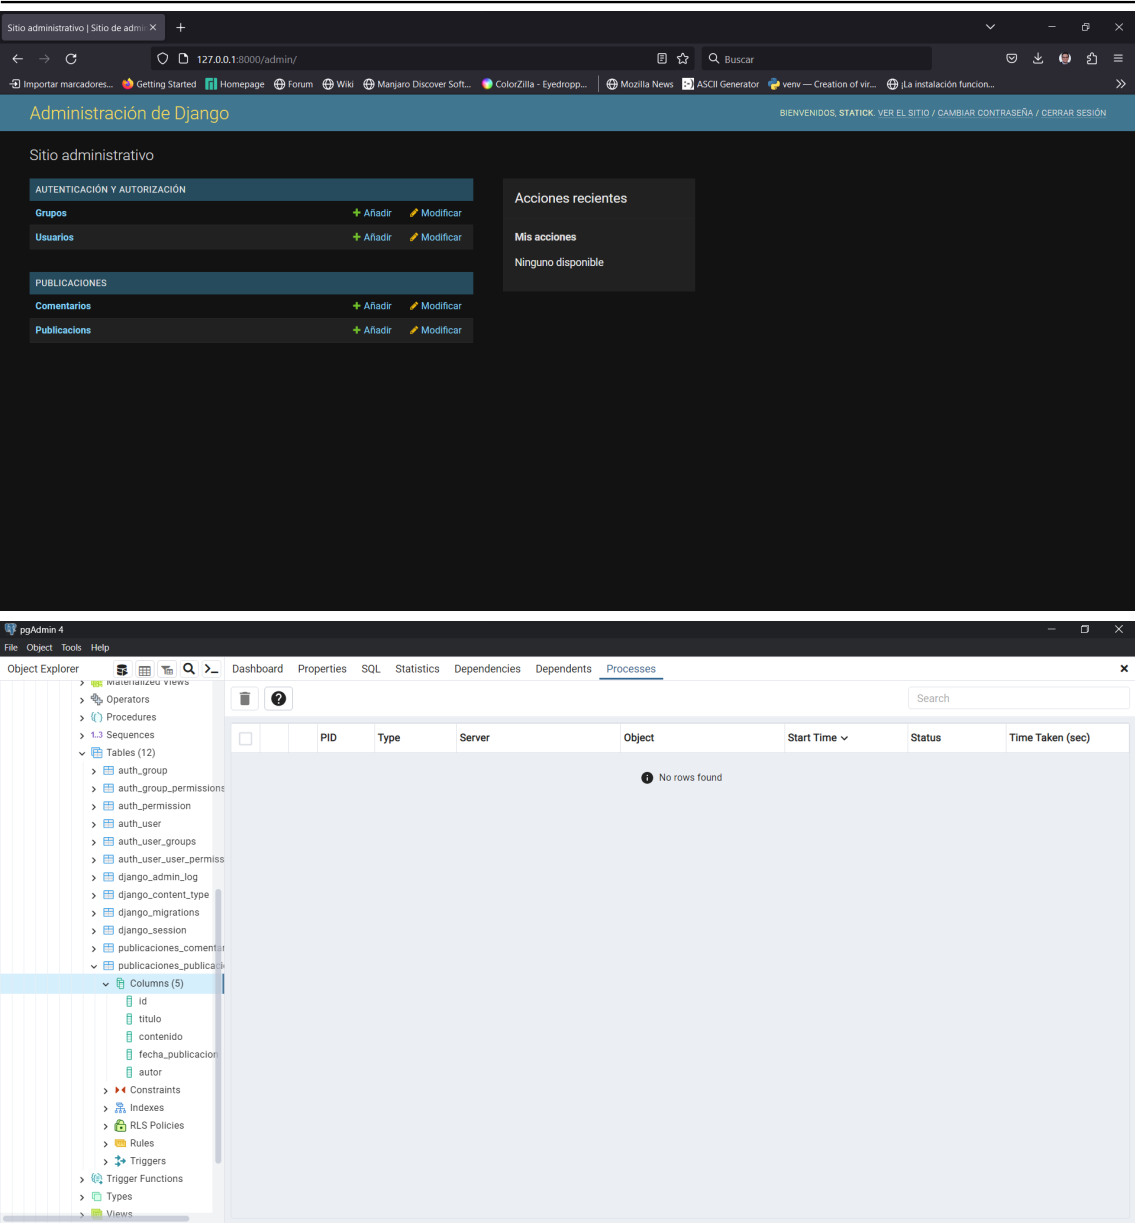 Sitio administrativo | Sitio de admi
127.0.0.1:8000/admin/
Buscar
Importar marcadores... Getting Started Homepage Forum Wiki Manjaro Discover Soft... ColorZilla - Eyedropp... Mozilla News ASCII Generator venv — Creation of vir... ¡La instalación funcion...
Administración de Django
BIENVENIDOS, STATICK. VER EL SITIO / CAMBIAR CONTRASEÑA / CERRAR SESIÓN
Sitio administrativo
AUTENTICACIÓN Y AUTORIZACIÓN
Grupos Añadir Modificar
Usuarios Añadir Modificar
PUBLICACIONES
Comentarios Añadir Modificar
Publicacions Añadir Modificar
Acciones recientes
Mis acciones
Ninguno disponible
pgAdmin 4
File Object Tools Help
Object Explorer
Dashboard Properties SQL Statistics Dependencies Dependents Processes
Materialized Views
Operators
Procedures
1..3 Sequences
Tables (12)
auth_group
auth_group_permissions
auth_permission
auth_user
auth_user_groups
auth_user_user_permiss
django_admin_log
django_content_type
django_migrations
django_session
publicaciones_comentar
publicaciones_publicaci
Columns (5)
id
titulo
contenido
fecha_publicacion
autor
Constraints
Indexes
RLS Policies
Rules
Triggers
Trigger Functions
Types
Views
Search
PID Type Server Object Start Time Status Time Taken (sec)
No rows found